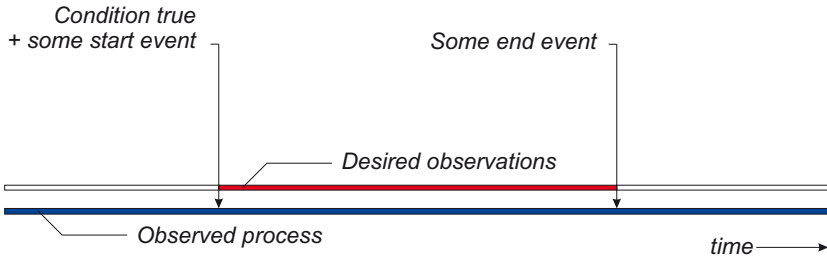 Condition true
+ some start event
Some end event
Desired observations
Observed process
time